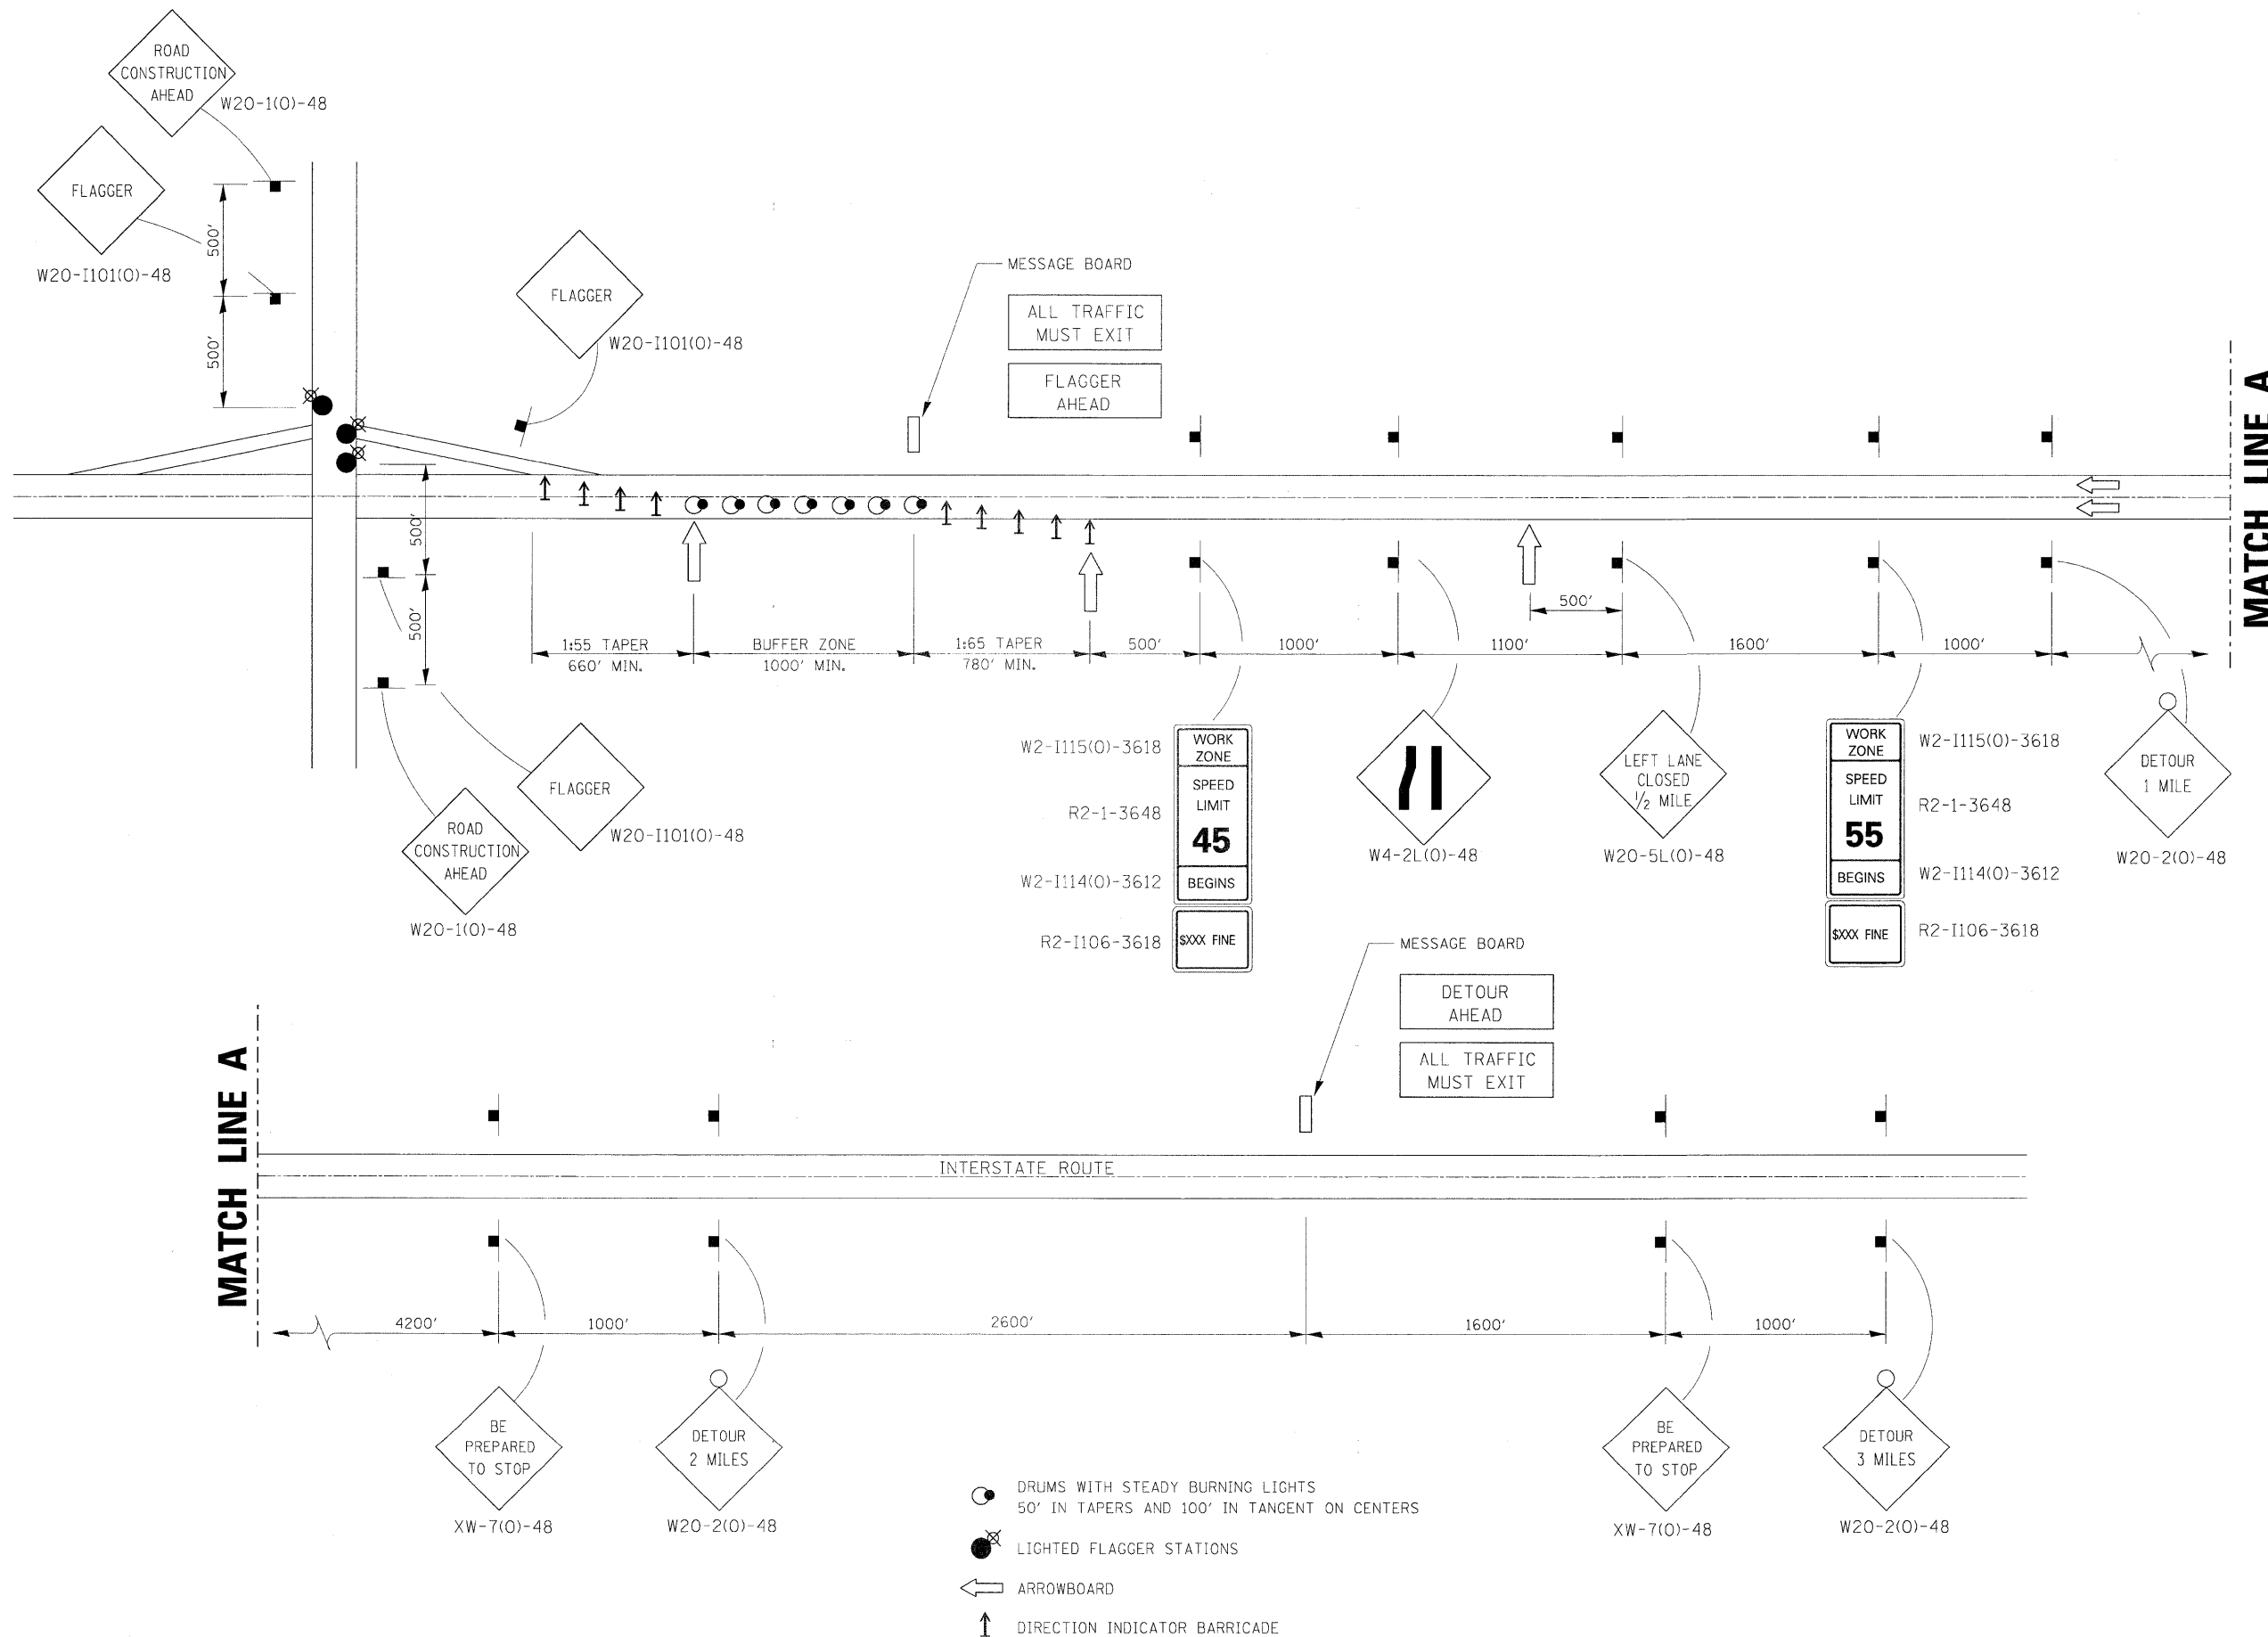 ROAD
CONSTRUCTION
AHEAD
W20-1(O)-48
FLAGGER
W20-I101(O)-48
500'
500'
FLAGGER
W20-I101(O)-48
MESSAGE BOARD
ALL TRAFFIC
MUST EXIT
FLAGGER
AHEAD
MATCH LINE A
500'
500'
1:55 TAPER
660' MIN.
BUFFER ZONE
1000' MIN.
1:65 TAPER
780' MIN.
500'
1000'
1100'
500'
1600'
1000'
FLAGGER
W20-I101(O)-48
ROAD
CONSTRUCTION
AHEAD
W20-1(O)-48
W2-I115(O)-3618
R2-1-3648
W2-I114(O)-3612
R2-I106-3618
WORK
ZONE
SPEED
LIMIT
45
BEGINS
$XXX FINE
W4-2L(O)-48
LEFT LANE
CLOSED
1/2 MILE
W20-5L(O)-48
WORK
ZONE
SPEED
LIMIT
55
BEGINS
$XXX FINE
W2-I115(O)-3618
R2-1-3648
W2-I114(O)-3612
R2-I106-3618
DETOUR
1 MILE
W20-2(O)-48
MESSAGE BOARD
DETOUR
AHEAD
ALL TRAFFIC
MUST EXIT
MATCH LINE A
INTERSTATE ROUTE
4200'
1000'
2600'
1600'
1000'
BE
PREPARED
TO STOP
XW-7(O)-48
DETOUR
2 MILES
W20-2(O)-48
BE
PREPARED
TO STOP
XW-7(O)-48
DETOUR
3 MILES
W20-2(O)-48
DRUMS WITH STEADY BURNING LIGHTS
50' IN TAPERS AND 100' IN TANGENT ON CENTERS
LIGHTED FLAGGER STATIONS
ARROWBOARD
DIRECTION INDICATOR BARRICADE